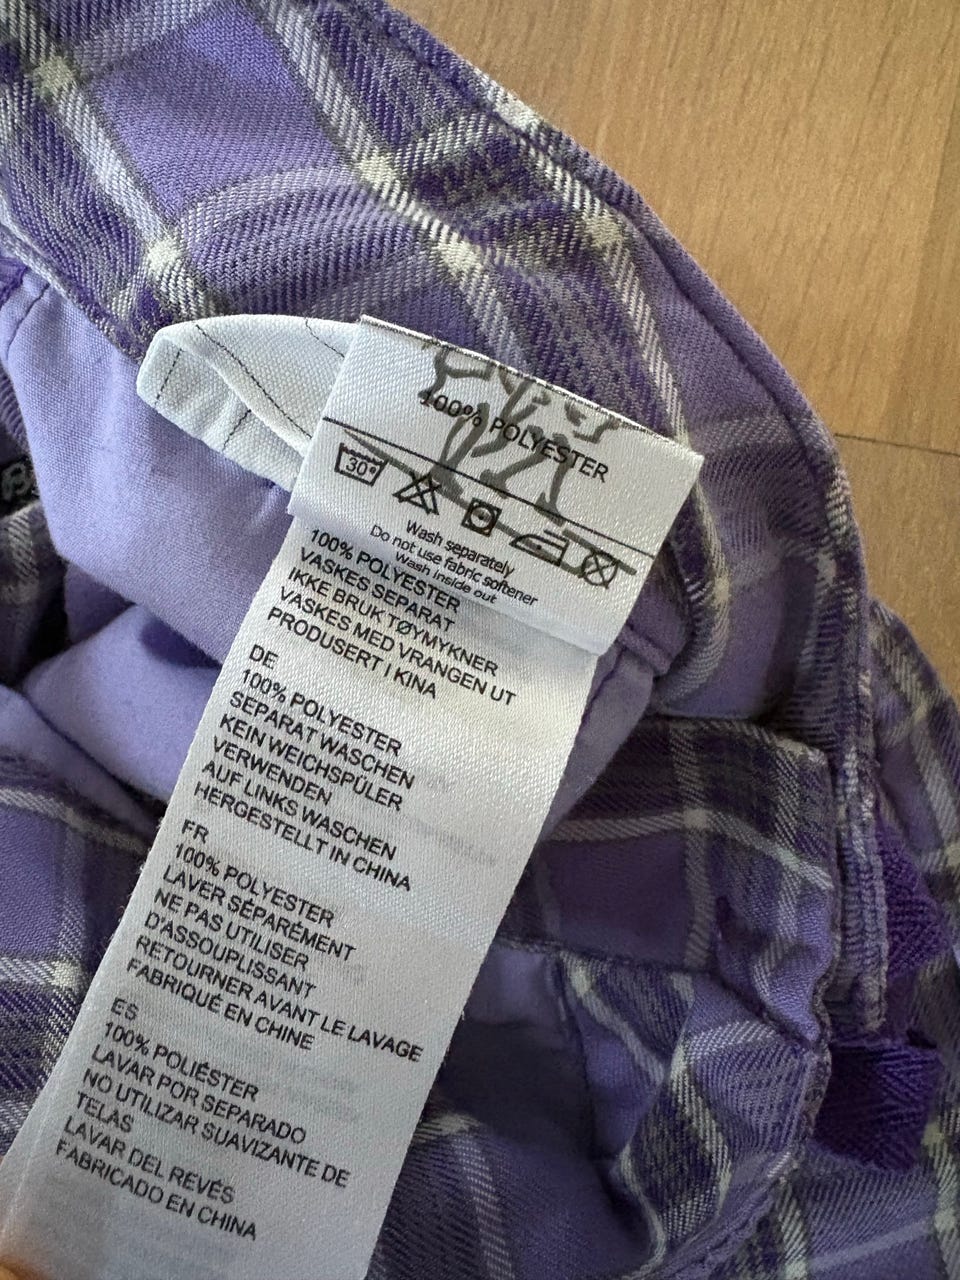 100% POLYESTER
30°
Wash separately
Do not use fabric softener
Wash inside out
100% POLYESTER
VASKES SEPARAT
IKKE BRUK TØYMYKNER
VASKES MED VRANGEN UT
PRODUSERT I KINA
DE
100% POLYESTER
SEPARAT WASCHEN
KEIN WEICHSPÜLER
VERWENDEN
AUF LINKS WASCHEN
HERGESTELLT IN CHINA
FR
100% POLYESTER
LAVER SÉPARÉMENT
NE PAS UTILISER
D'ASSOUPLISSANT
RETOURNER AVANT LE LAVAGE
FABRIQUÉ EN CHINE
ES
100% POLIÉSTER
LAVAR POR SEPARADO
NO UTILIZAR SUAVIZANTE DE
TELAS
LAVAR DEL REVÉS
FABRICADO EN CHINA